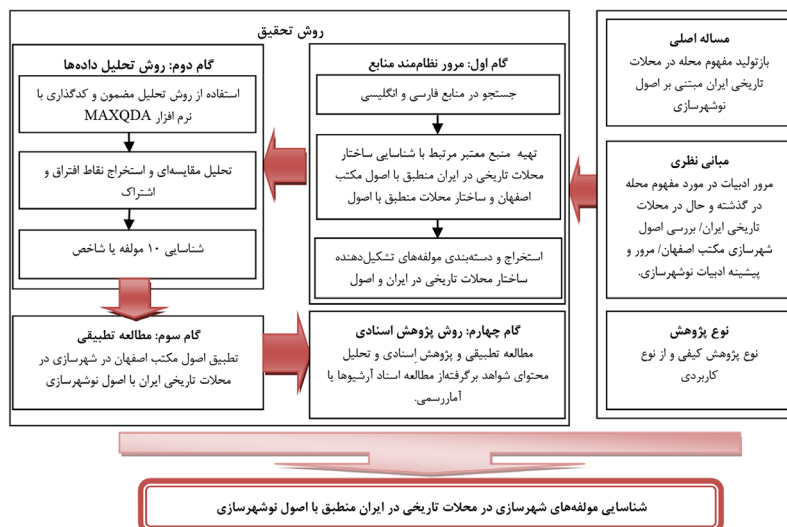 مساله اصلی
بازتولید مفهوم محله در محلات
تاریخی ایران مبتنی بر اصول
نوشهرسازی.
مبانی نظری
مرور ادبیات در مورد مفهوم محله
در گذشته و حال در محلات
تاریخی ایران/ بررسی اصول
شهرسازی مکتب اصفهان/ مرور و
پیشینه ادبیات نوشهرسازی.
نوع پژوهش
نوع پژوهش کیفی و از نوع
کاربردی
روش تحقیق
گام اول: مرور نظام‌مند منابع
جستجو در منابع فارسی و انگلیسی
تهیه منبع معتبر مرتبط با شناسایی ساختار
محلات تاریخی در ایران منطبق با اصول مکتب
اصفهان و ساختار محلات منطبق با اصول
استخراج و دسته‌بندی مولفه‌های تشکیل‌دهنده
ساختار محلات تاریخی در ایران و اصول
گام دوم: روش تحلیل داده‌ها
استفاده از روش تحلیل مضمون و کدگذاری با
نرم افزار MAXQDA
تحلیل مقایسه‌ای و استخراج نقاط افتراق و
اشتراک
شناسایی ۱۰ مولفه یا شاخص
گام سوم: مطالعه تطبیقی
تطبیق اصول مکتب اصفهان در شهرسازی در
محلات تاریخی ایران با اصول نوشهرسازی
گام چهارم: روش پژوهش اسنادی
مطالعه تطبیقی و پژوهش اِسنادی و تحلیل
محتوای شواهد برگرفته‌از مطالعه اسناد آرشیوها یا
آماررسمی.
شناسایی مولفه‌های شهرسازی در محلات تاریخی در ایران منطبق با اصول نوشهرسازی